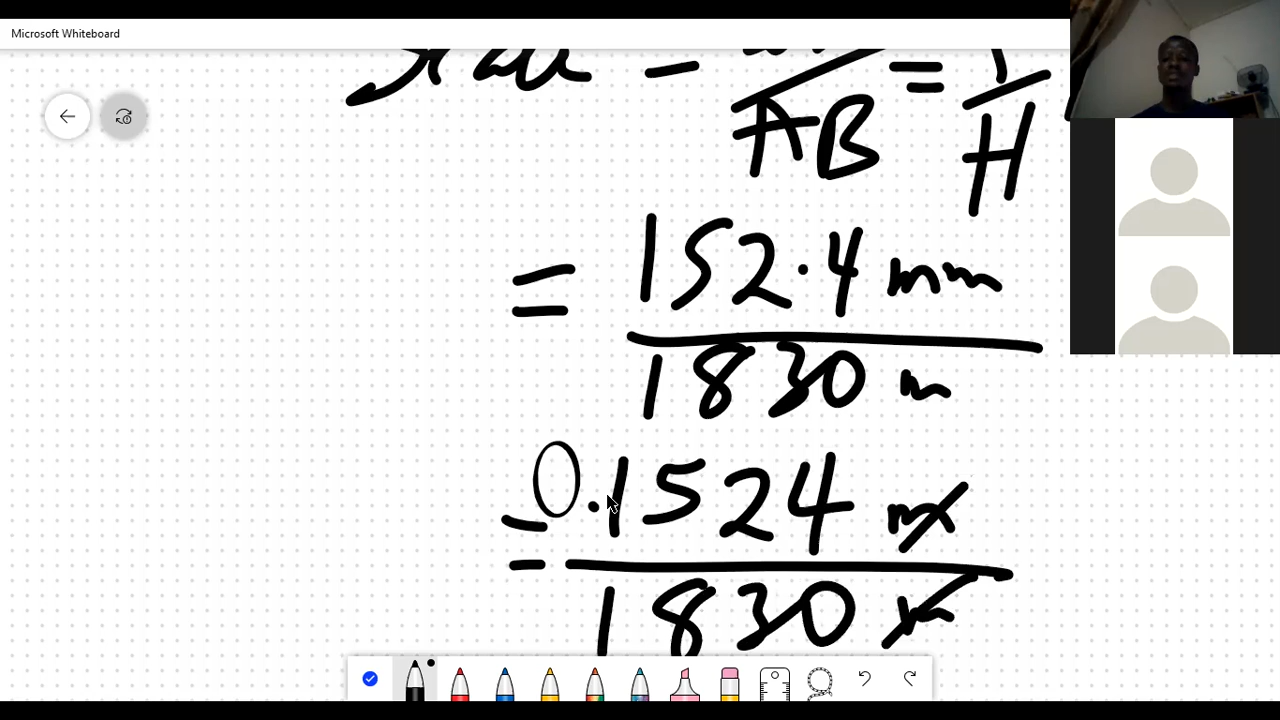 Microsoft Whiteboard
= / AB = f / H
= 152.4 mm
1830 m
= 0.1524 m
1830 m